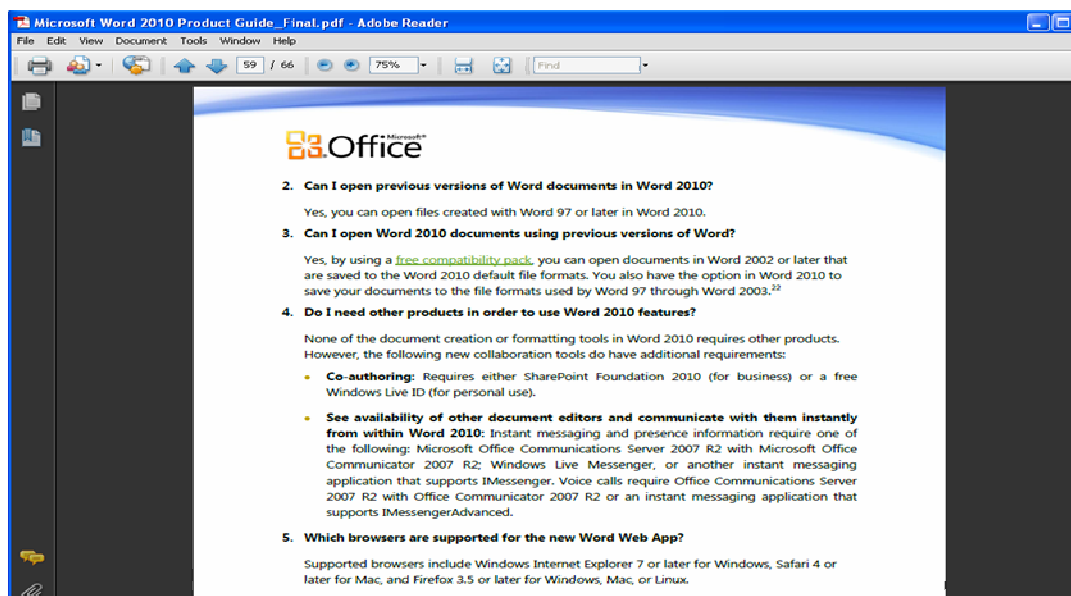 Microsoft Word 2010 Product Guide_Final.pdf - Adobe Reader
File Edit View Document Tools Window Help
59 / 66 75% Find
Microsoft®
Office
2. Can I open previous versions of Word documents in Word 2010?
Yes, you can open files created with Word 97 or later in Word 2010.
3. Can I open Word 2010 documents using previous versions of Word?
Yes, by using a free compatibility pack, you can open documents in Word 2002 or later that
are saved to the Word 2010 default file formats. You also have the option in Word 2010 to
save your documents to the file formats used by Word 97 through Word 2003.22
4. Do I need other products in order to use Word 2010 features?
None of the document creation or formatting tools in Word 2010 requires other products.
However, the following new collaboration tools do have additional requirements:
• Co-authoring: Requires either SharePoint Foundation 2010 (for business) or a free
Windows Live ID (for personal use).
• See availability of other document editors and communicate with them instantly
from within Word 2010: Instant messaging and presence information require one of
the following: Microsoft Office Communications Server 2007 R2 with Microsoft Office
Communicator 2007 R2; Windows Live Messenger, or another instant messaging
application that supports IMessenger. Voice calls require Office Communications Server
2007 R2 with Office Communicator 2007 R2 or an instant messaging application that
supports IMessengerAdvanced.
5. Which browsers are supported for the new Word Web App?
Supported browsers include Windows Internet Explorer 7 or later for Windows, Safari 4 or
later for Mac, and Firefox 3.5 or later for Windows, Mac, or Linux.